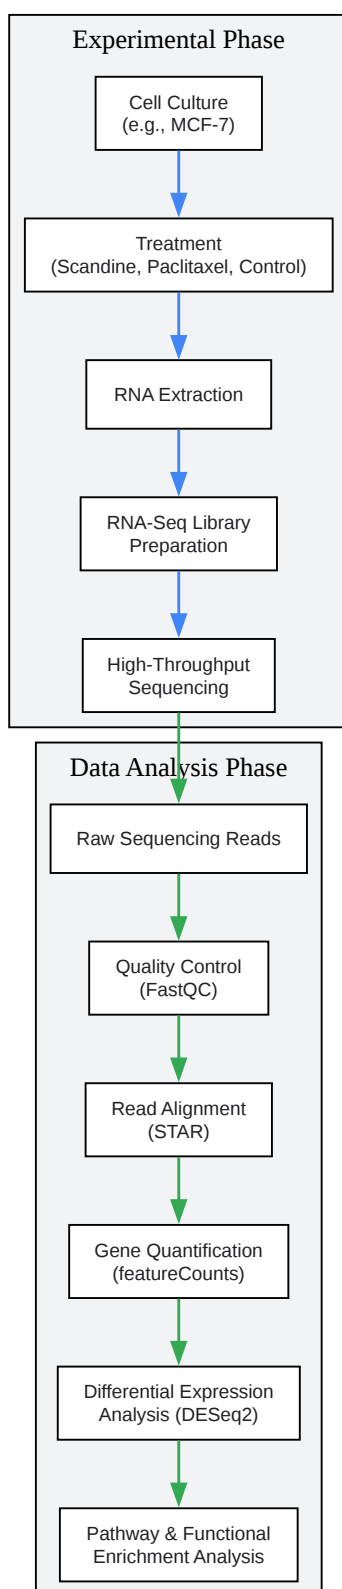 Experimental Phase
Cell Culture
(e.g., MCF-7)
Treatment
(Scandine, Paclitaxel, Control)
RNA Extraction
RNA-Seq Library
Preparation
High-Throughput
Sequencing
Data Analysis Phase
Raw Sequencing Reads
Quality Control
(FastQC)
Read Alignment
(STAR)
Gene Quantification
(featureCounts)
Differential Expression
Analysis (DESeq2)
Pathway & Functional
Enrichment Analysis